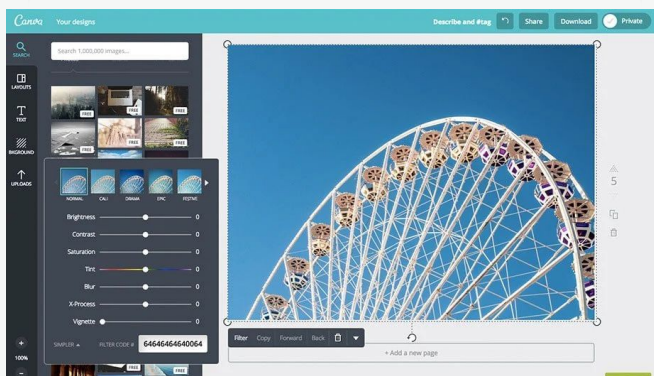 Canva
Your designs
Describe and #tag
Share
Download
Private
SEARCH
LAYOUTS
TEXT
BKGROUND
UPLOADS
100%
Search 1,000,000 images...
FREE
FREE
FREE
FREE
FREE
FREE
NORMAL
CALI
DRAMA
EPIC
FESTIVE
Brightness 0
Contrast 0
Saturation 0
Tint 0
Blur 0
X-Process 0
Vignette 0
SIMPLER
FILTER CODE #
64646464640064
FREE
FREE
Filter Copy Forward Back
+ Add a new page
5